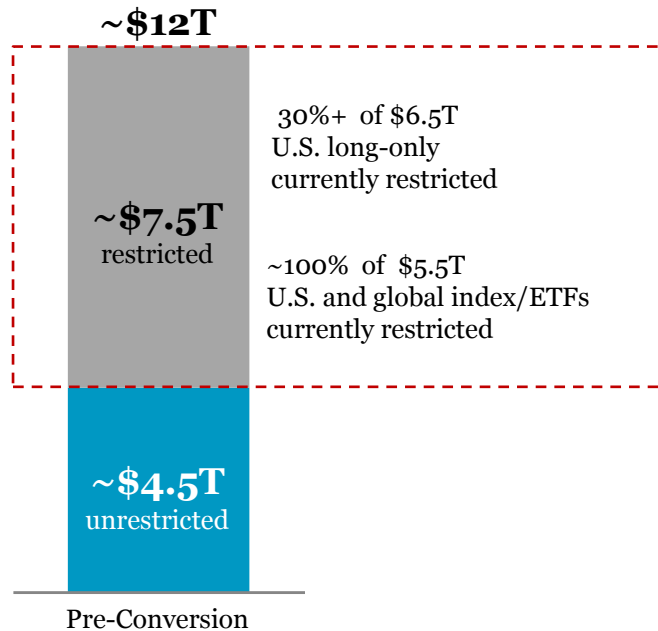 ~$12T
30%+ of $6.5T
U.S. long-only
currently restricted
~$7.5T
restricted
~100% of $5.5T
U.S. and global index/ETFs
currently restricted
~$4.5T
unrestricted
Pre-Conversion